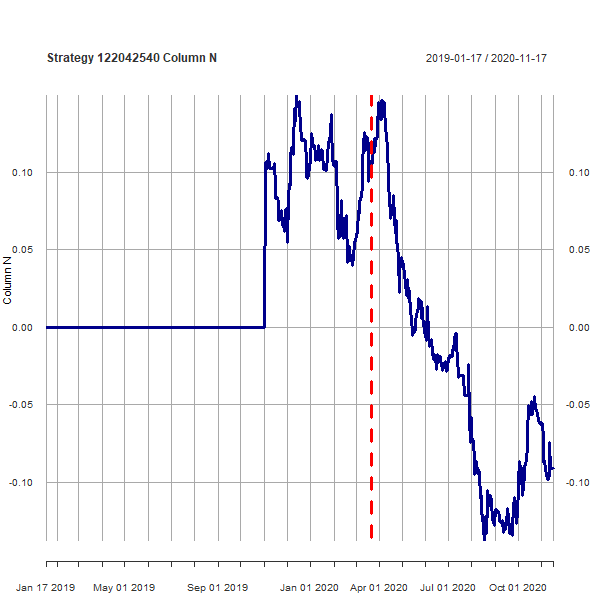 Strategy 122042540 Column N
2019-01-17 / 2020-11-17
0.10 0.10
0.05 0.05
Column N
0.00 0.00
-0.05 -0.05
-0.10 -0.10
Jan 17 2019 May 01 2019 Sep 01 2019 Jan 01 2020 Apr 01 2020 Jul 01 2020 Oct 01 2020